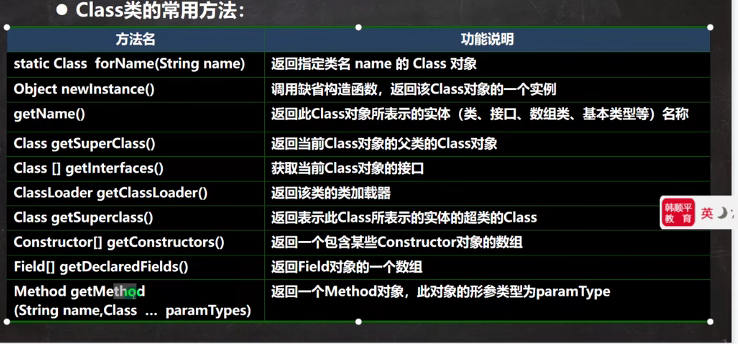 ● Class类的常用方法：
方法名 功能说明
static Class forName(String name) 返回指定类名 name 的 Class 对象
Object newInstance() 调用缺省构造函数，返回该Class对象的一个实例
getName() 返回此Class对象所表示的实体（类、接口、数组类、基本类型等）名称
Class getSuperClass() 返回当前Class对象的父类的Class对象
Class [] getInterfaces() 获取当前Class对象的接口
ClassLoader getClassLoader() 返回该类的类加载器
Class getSuperclass() 返回表示此Class所表示的实体的超类的Class
Constructor[] getConstructors() 返回一个包含某些Constructor对象的数组
Field[] getDeclaredFields() 返回Field对象的一个数组
Method getMethod 返回一个Method对象，此对象的形参类型为paramType
(String name,Class … paramTypes)
韩顺平
教育
英